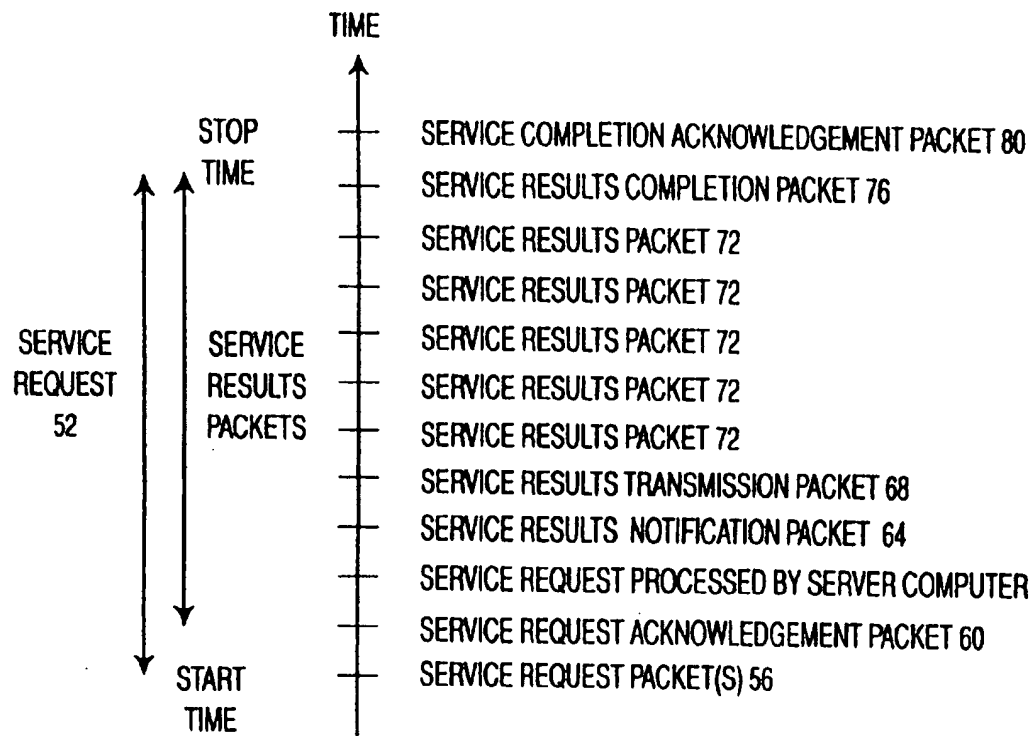 TIME
STOP
TIME
SERVICE COMPLETION ACKNOWLEDGEMENT PACKET 80
SERVICE RESULTS COMPLETION PACKET 76
SERVICE RESULTS PACKET 72
SERVICE RESULTS PACKET 72
SERVICE RESULTS PACKET 72
SERVICE RESULTS PACKET 72
SERVICE RESULTS PACKET 72
SERVICE
REQUEST
52
SERVICE
RESULTS
PACKETS
SERVICE RESULTS TRANSMISSION PACKET 68
SERVICE RESULTS NOTIFICATION PACKET 64
SERVICE REQUEST PROCESSED BY SERVER COMPUTER
SERVICE REQUEST ACKNOWLEDGEMENT PACKET 60
SERVICE REQUEST PACKET(S) 56
START
TIME